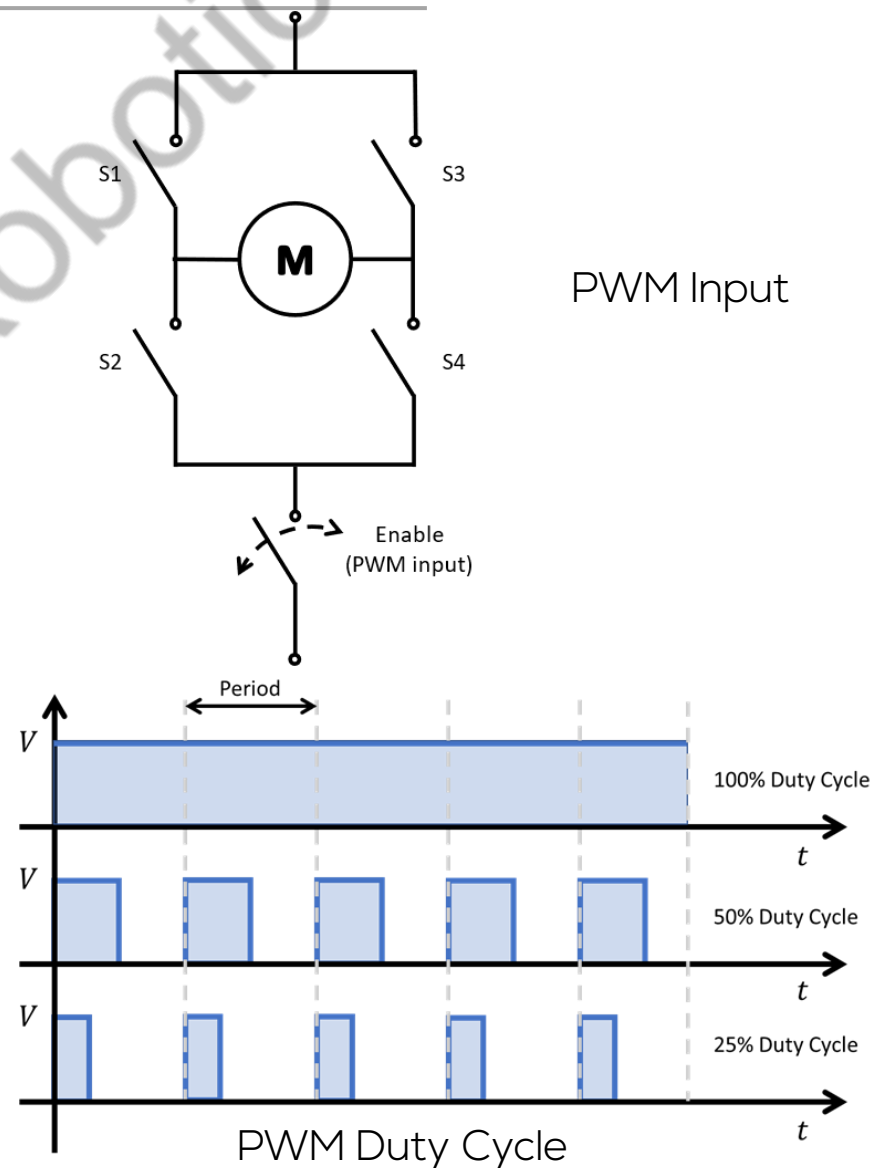 Robotic
S1
S3
M
PWM Input
S2
S4
Enable
(PWM input)
Period
V
100% Duty Cycle
t
V
50% Duty Cycle
t
V
25% Duty Cycle
t
PWM Duty Cycle